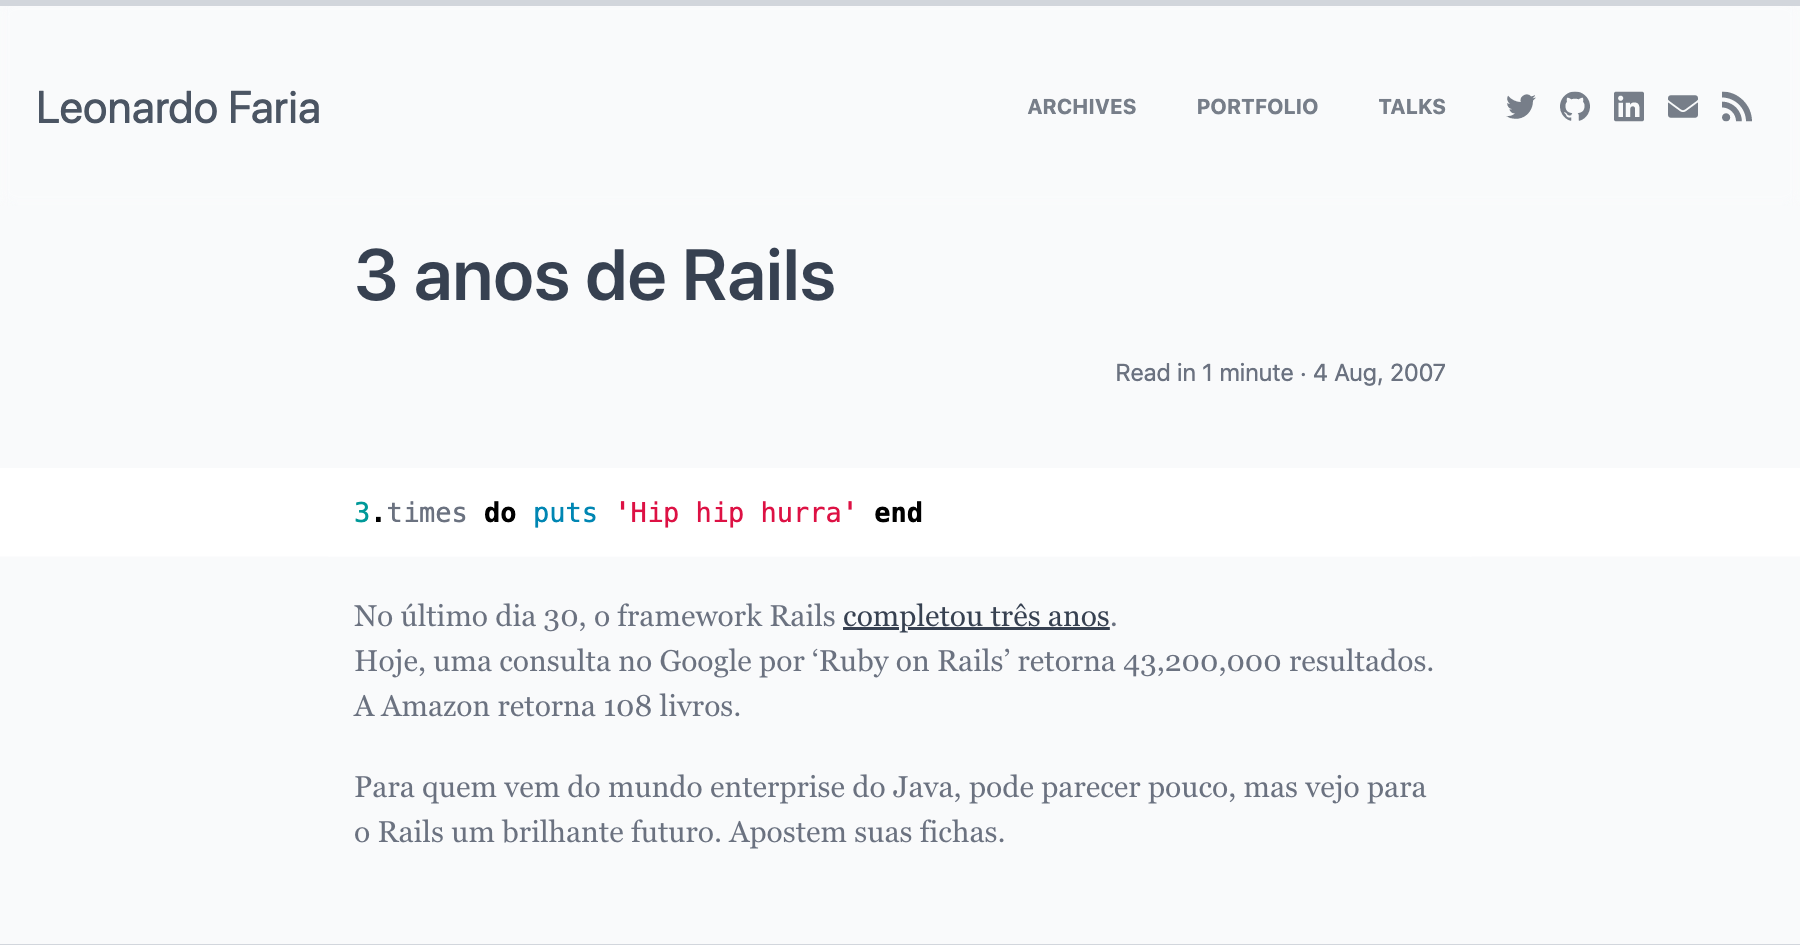 Leonardo Faria
ARCHIVES PORTFOLIO TALKS
3 anos de Rails
Read in 1 minute · 4 Aug, 2007
3.times do puts 'Hip hip hurra' end
No último dia 30, o framework Rails completou três anos.
Hoje, uma consulta no Google por ‘Ruby on Rails’ retorna 43,200,000 resultados.
A Amazon retorna 108 livros.
Para quem vem do mundo enterprise do Java, pode parecer pouco, mas vejo para
o Rails um brilhante futuro. Apostem suas fichas.